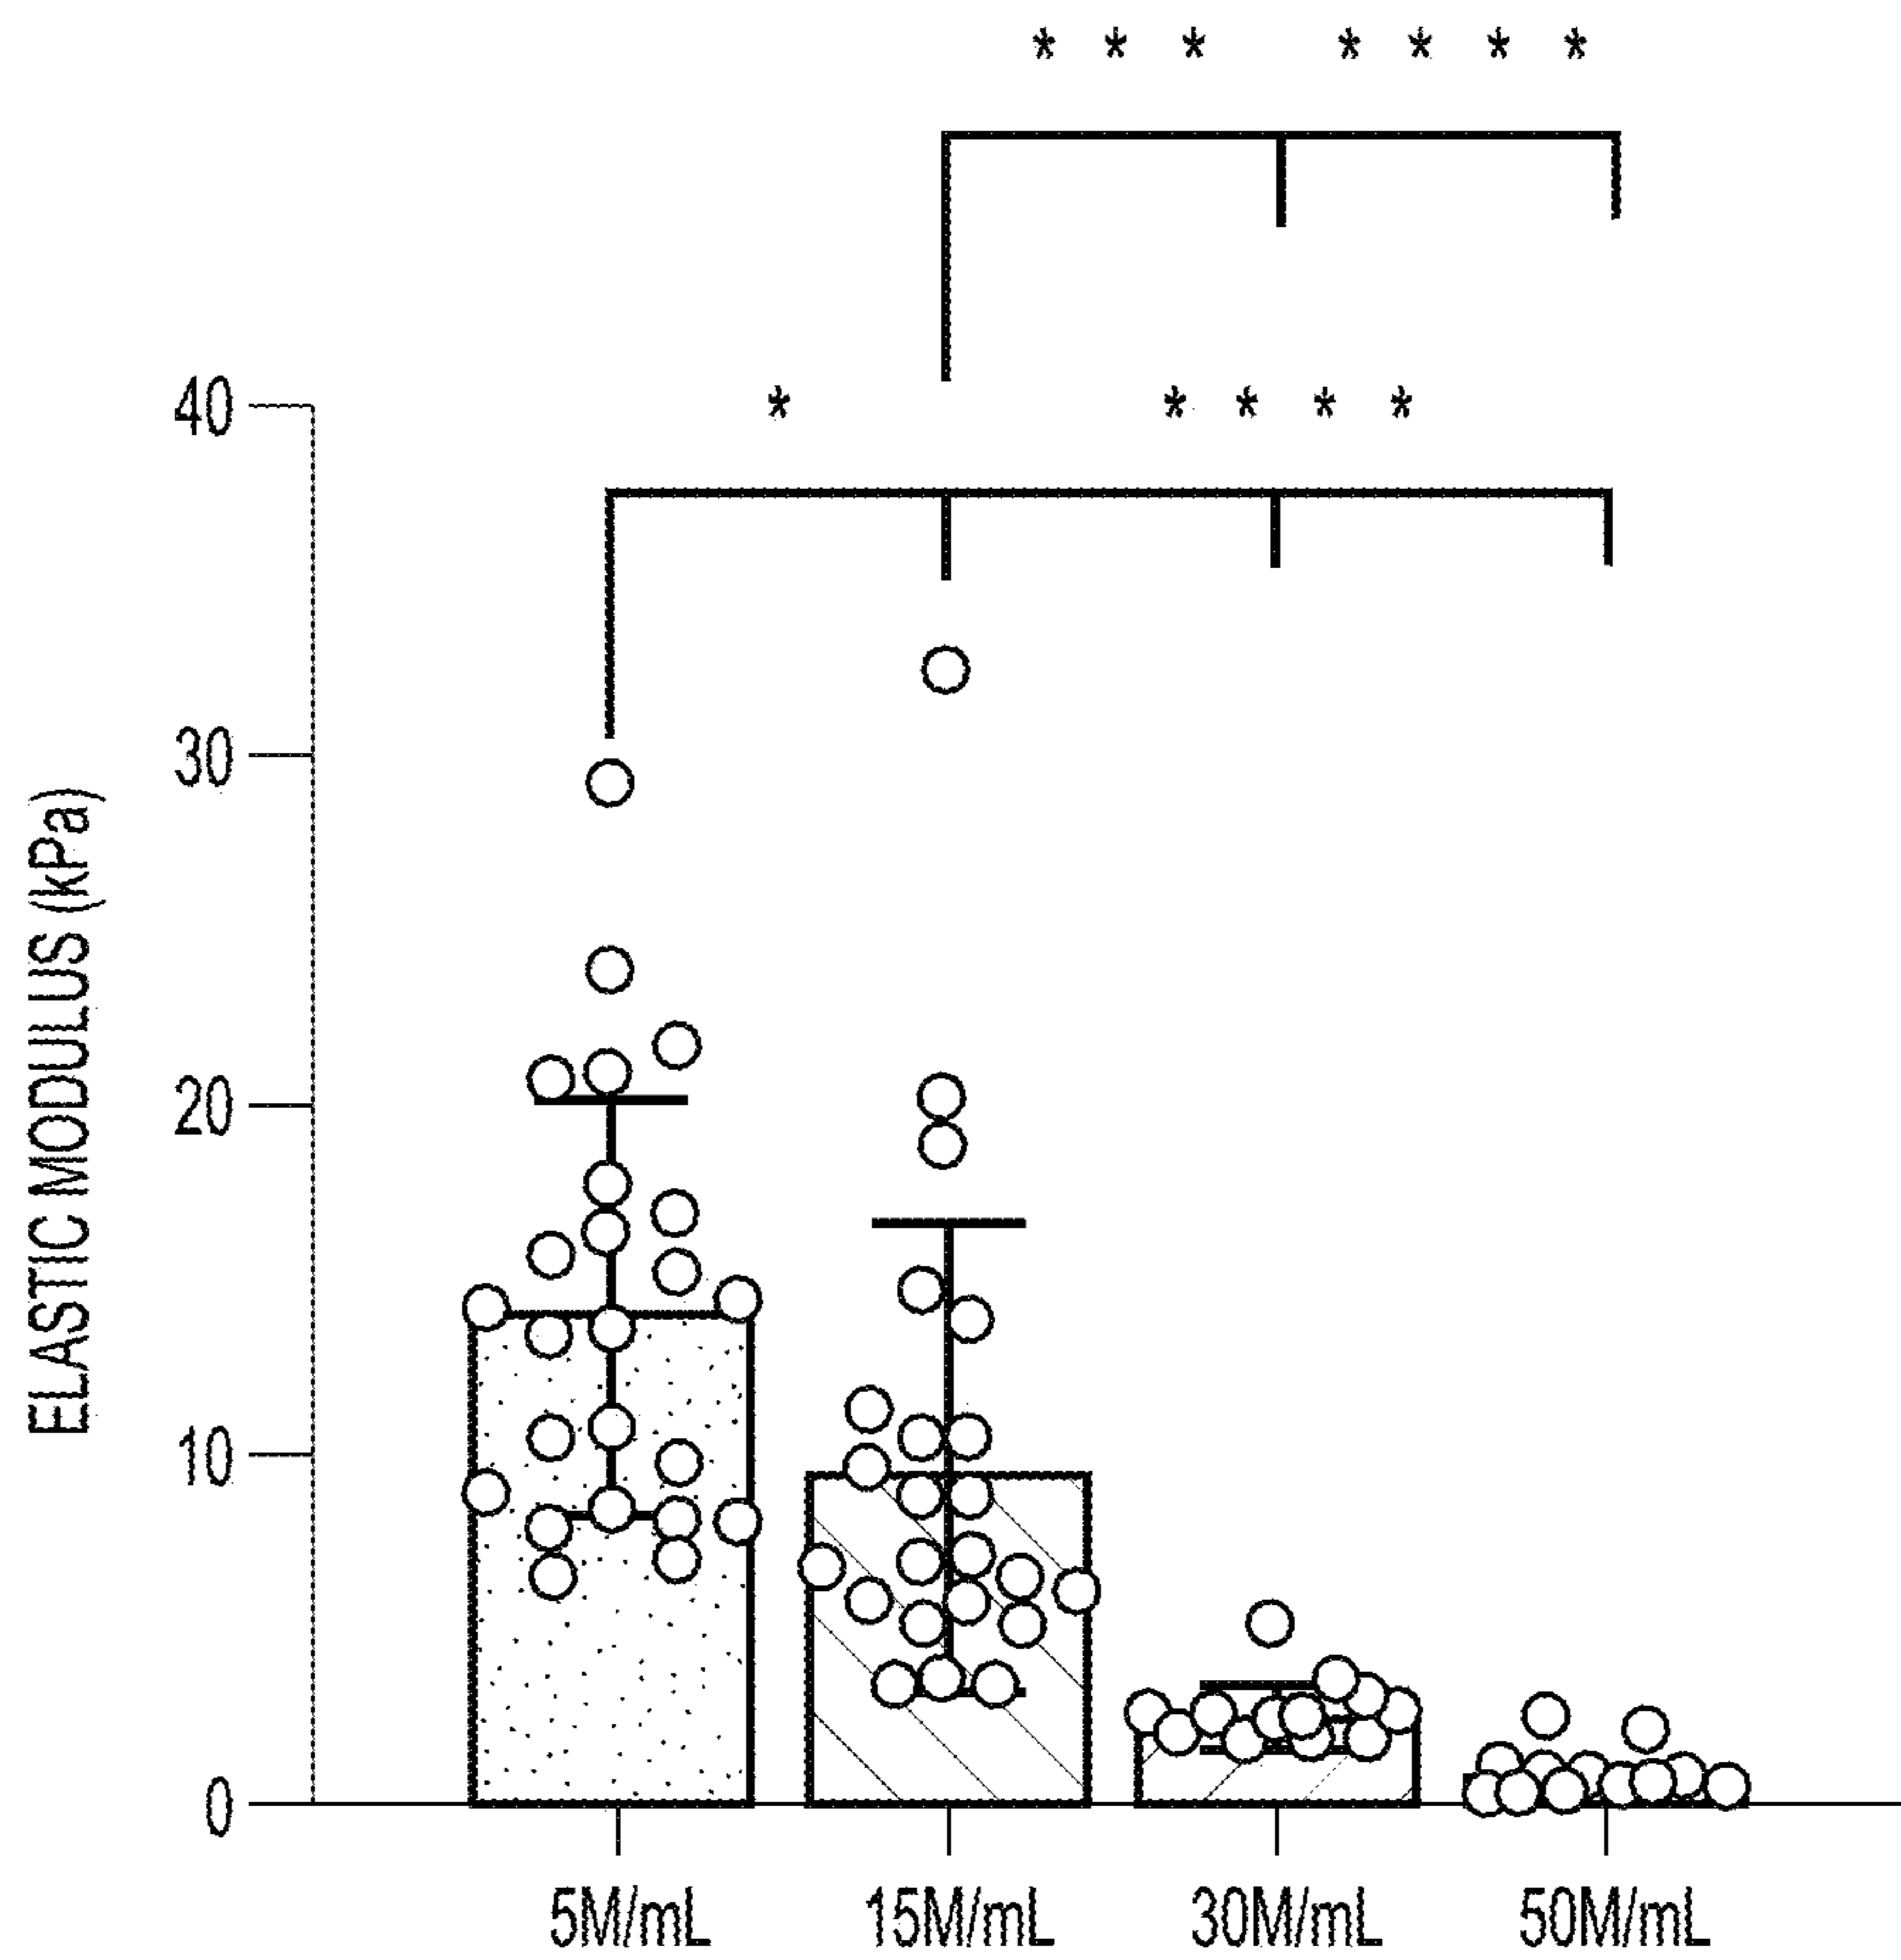 * * * * * * *
* * * * *
40
30
20
10
0
ELASTIC MODULUS (kPa)
5M/mL 15M/mL 30M/mL 50M/mL